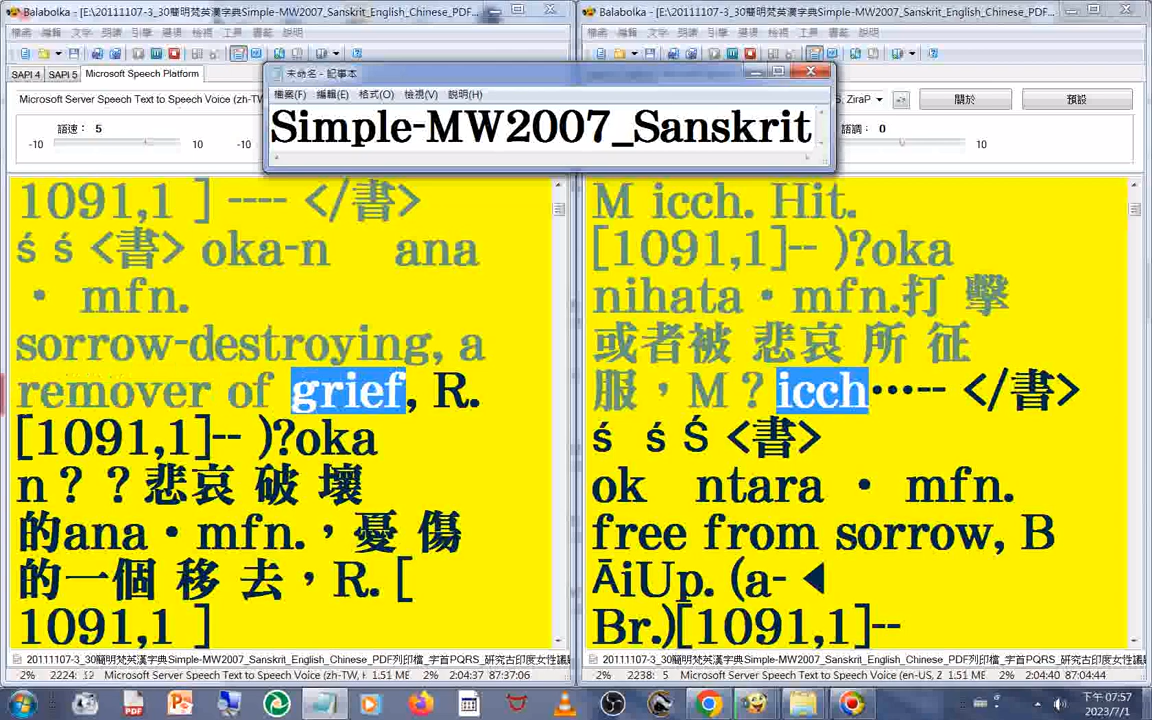 Balabolka - [E:\20111107-3_30簡明梵英漢字典Simple-MW2007_Sanskrit_English_Chinese_PDF...
Balabolka - [E:\20111107-3_30簡明梵英漢字典Simple-MW2007_Sanskrit_English_Chinese_PDF...
SAPI 4 SAPI 5 Microsoft Speech Platform
未命名 - 記事本
檔案(F) 編輯(E) 格式(O) 檢視(V) 說明(H)
Simple-MW2007_Sanskrit
Microsoft Server Speech Text to Speech Voice (zh-TW,
ZiraP
關於
預設
語速： 5
-10 10 -10
語調： 0
10
1091,1 ] ---- </書>
ś ś <書> oka-n ana
• mfn.
sorrow-destroying, a
remover of grief, R.
[1091,1]-- )?oka
n？？悲哀 破 壞
的ana・mfn.，憂 傷
的一個 移 去，R. [
1091,1 ]
M icch. Hit.
[1091,1]-- )?oka
nihata・mfn.打 擊
或者被 悲哀 所 征
服，M？icch…-- </書>
ś ś Ś <書>
ok ntara • mfn.
free from sorrow, B
ĀiUp. (a- ◀
Br.)[1091,1]--
20111107-3_30簡明梵英漢字典Simple-MW2007_Sanskrit_English_Chinese_PDF列印檔_字首PQRS_研究古印度女性議
20111107-3_30簡明梵英漢字典Simple-MW2007_Sanskrit_English_Chinese_PDF列印檔_字首PQRS_研究古印度女性議
2% 2224: Microsoft Server Speech Text to Speech Voice (zh-TW, 1.51 ME 2% 2:04:37 87:37:06
2% 2238: 5 Microsoft Server Speech Text to Speech Voice (en-US, Z 1.51 ME 2% 2:04:40 87:04:44
下午 07:57
2023/7/1